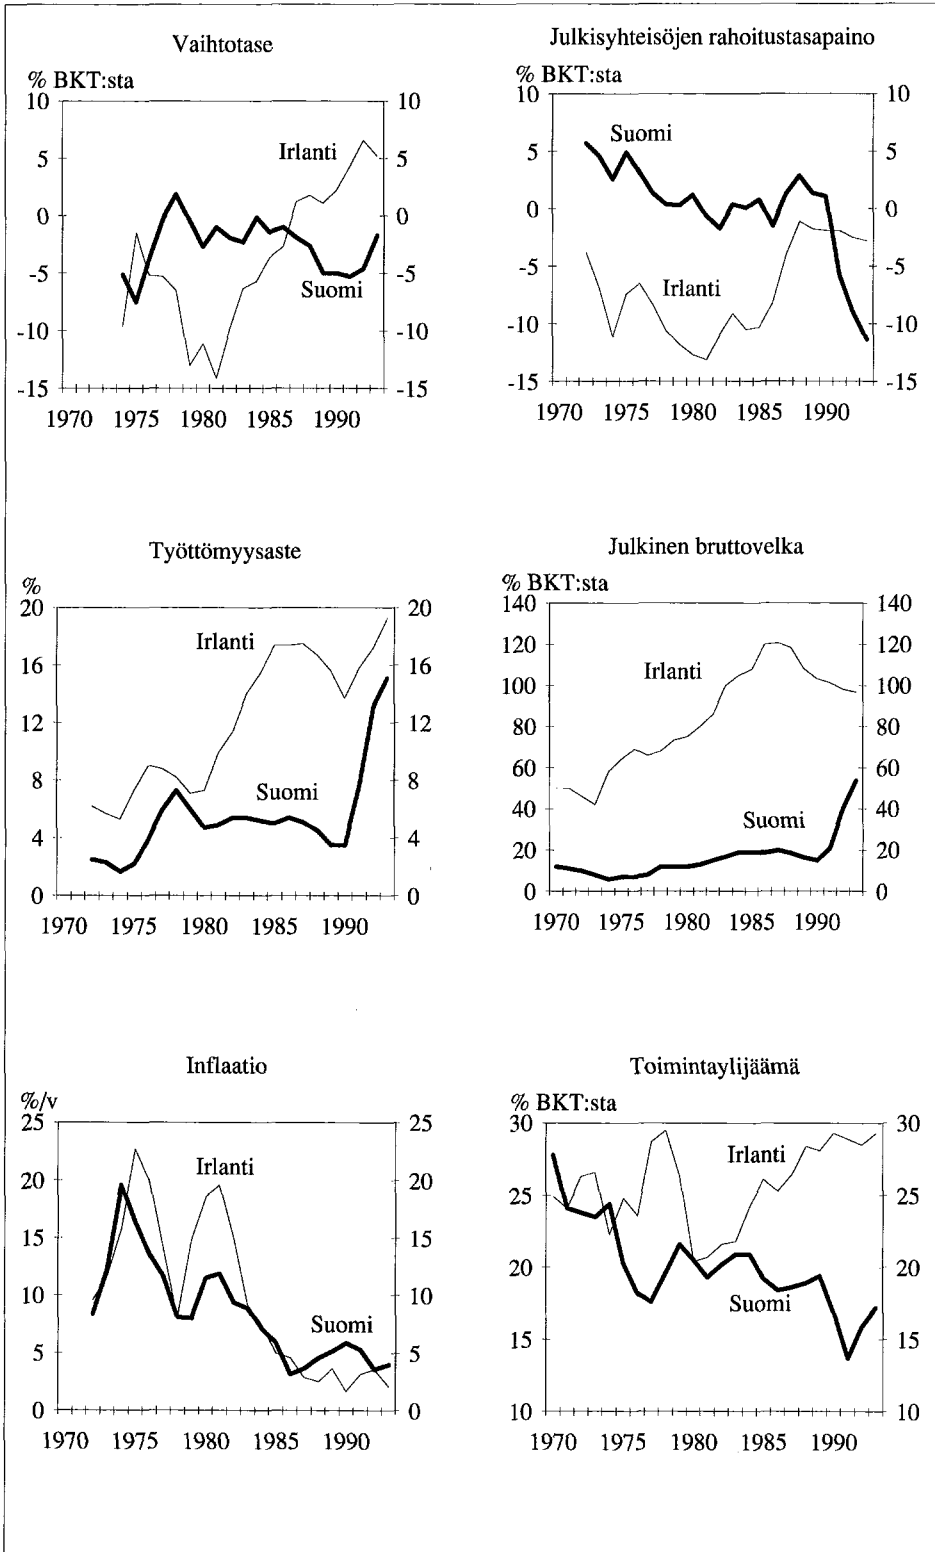 Vaihtotase
% BKT:sta
10 10
Irlanti
5 5
0 0
-5 -5
Suomi
-10 -10
-15 -15
1970 1975 1980 1985 1990
Julkisyhteisöjen rahoitustasapaino
% BKT:sta
10 10
Suomi
5 5
0 0
-5 -5
Irlanti
-10 -10
-15 -15
1970 1975 1980 1985 1990
Työttömyysaste
%
20 20
Irlanti
16 16
12 12
8 8
Suomi
4 4
0 0
1970 1975 1980 1985 1990
Julkinen bruttovelka
% BKT:sta
140 140
120 120
Irlanti
100 100
80 80
60 60
40 40
Suomi
20 20
0 0
1970 1975 1980 1985 1990
Inflaatio
%/v
25 25
Irlanti
20 20
15 15
10 10
Suomi
5 5
0 0
1970 1975 1980 1985 1990
Toimintaylijäämä
% BKT:sta
30 30
Irlanti
25 25
20 20
Suomi
15 15
10 10
1970 1975 1980 1985 1990